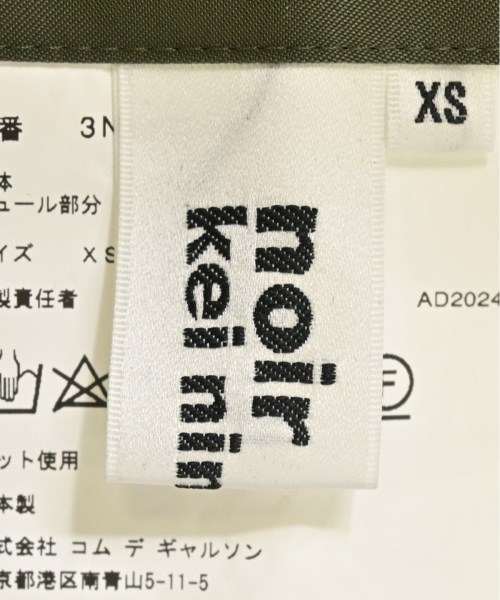 XS
noir
kei nin
番 3N
体
ュール部分
イズ XS
製責任者
AD2024
F
ット使用
本製
式会社 コム デ ギャルソン
京都港区南青山5-11-5